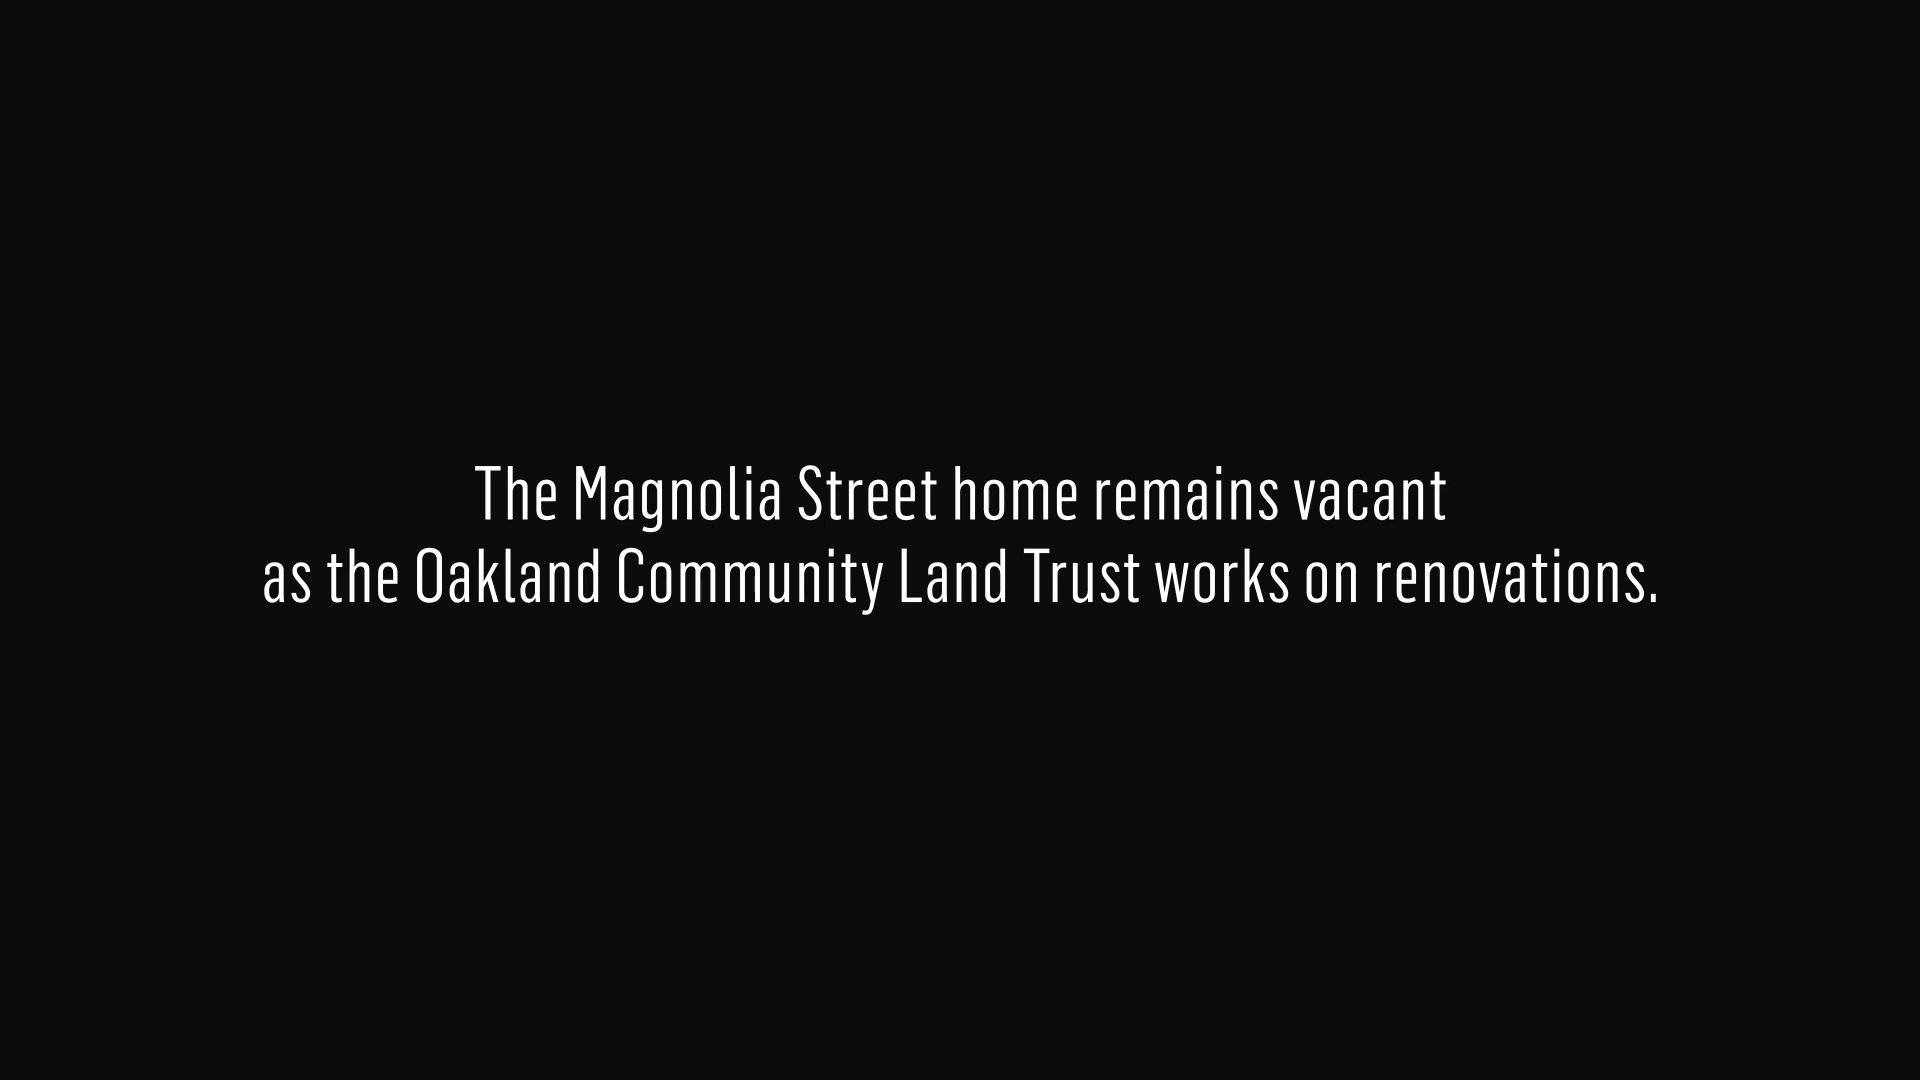 The Magnolia Street home remains vacant
as the Oakland Community Land Trust works on renovations.